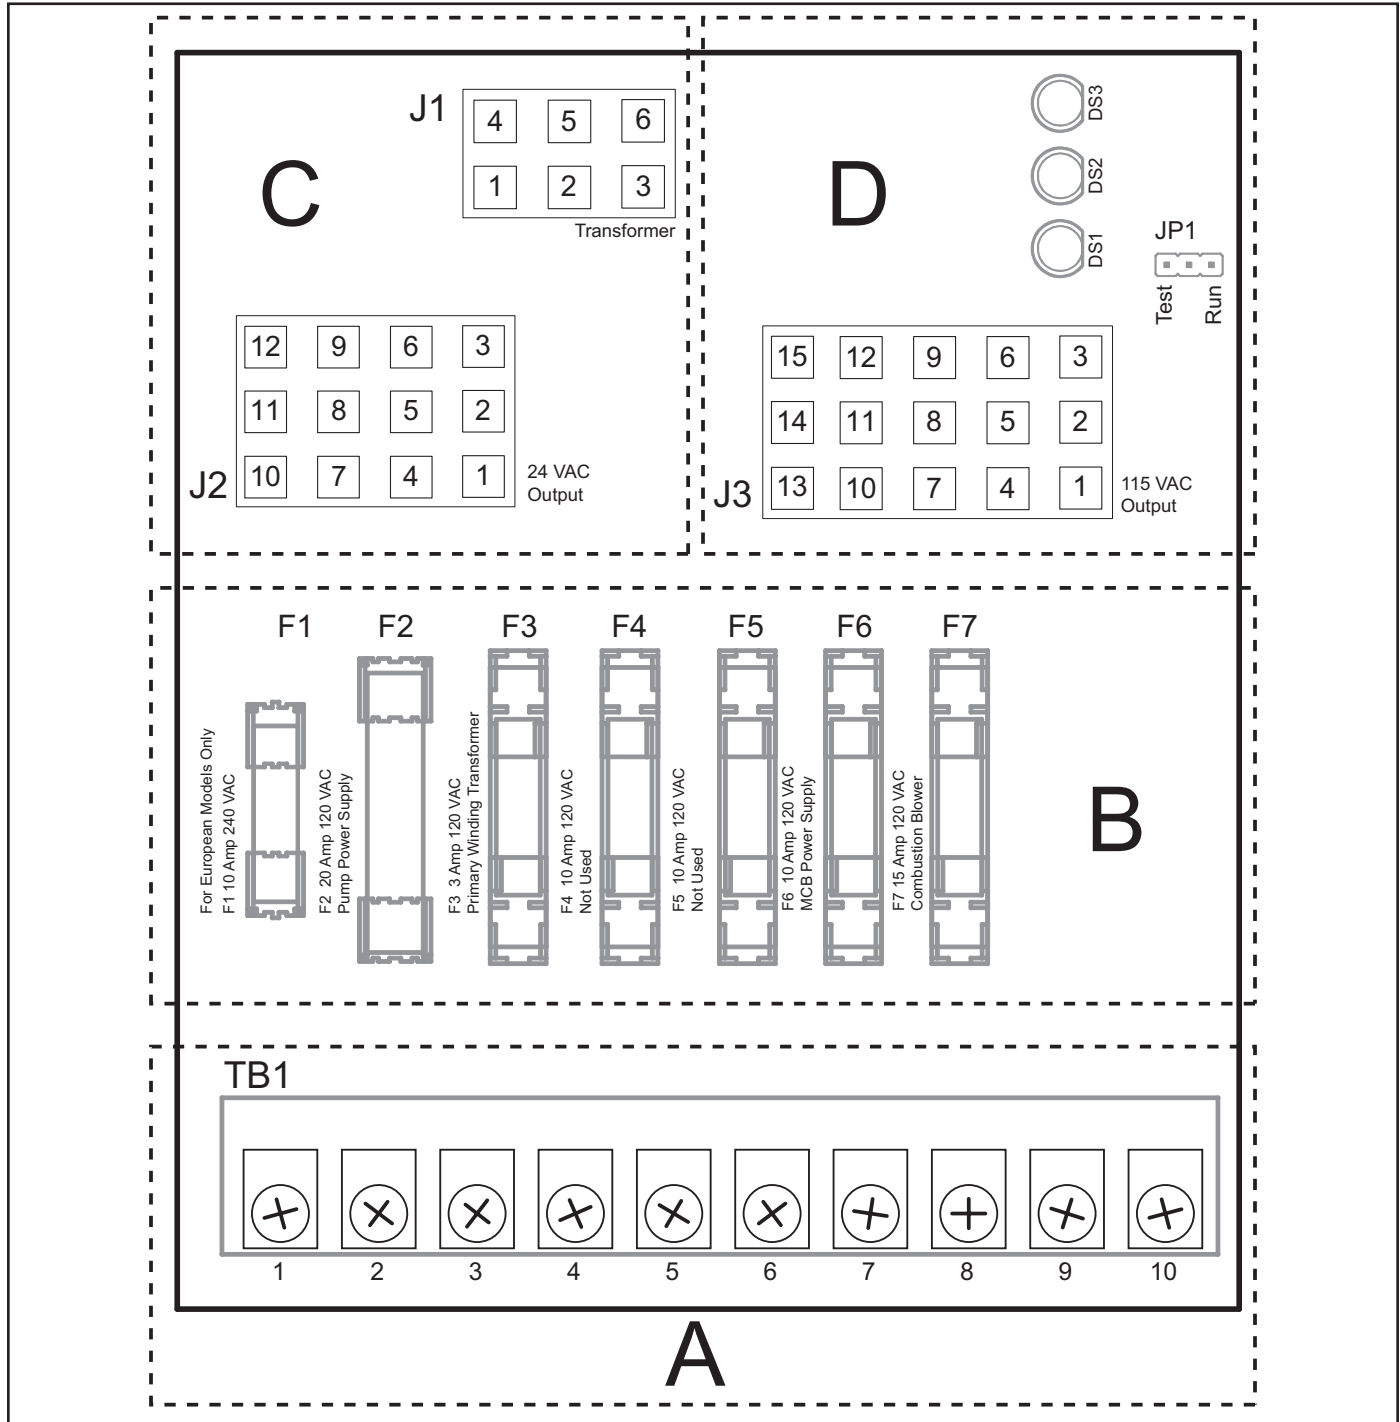 J1
4 5 6
1 2 3
Transformer
C
D
DS3
DS2
DS1
JP1
Test
Run
12 9 6 3
11 8 5 2
10 7 4 1
J2
24 VAC
Output
15 12 9 6 3
14 11 8 5 2
13 10 7 4 1
J3
115 VAC
Output
F1 F2 F3 F4 F5 F6 F7
For European Models Only
F1 10 Amp 240 VAC
F2 20 Amp 120 VAC
Pump Power Supply
F3 3 Amp 120 VAC
Primary Winding Transformer
F4 10 Amp 120 VAC
Not Used
F5 10 Amp 120 VAC
Not Used
F6 10 Amp 120 VAC
MCB Power Supply
F7 15 Amp 120 VAC
Combustion Blower
B
TB1
1 2 3 4 5 6 7 8 9 10
A